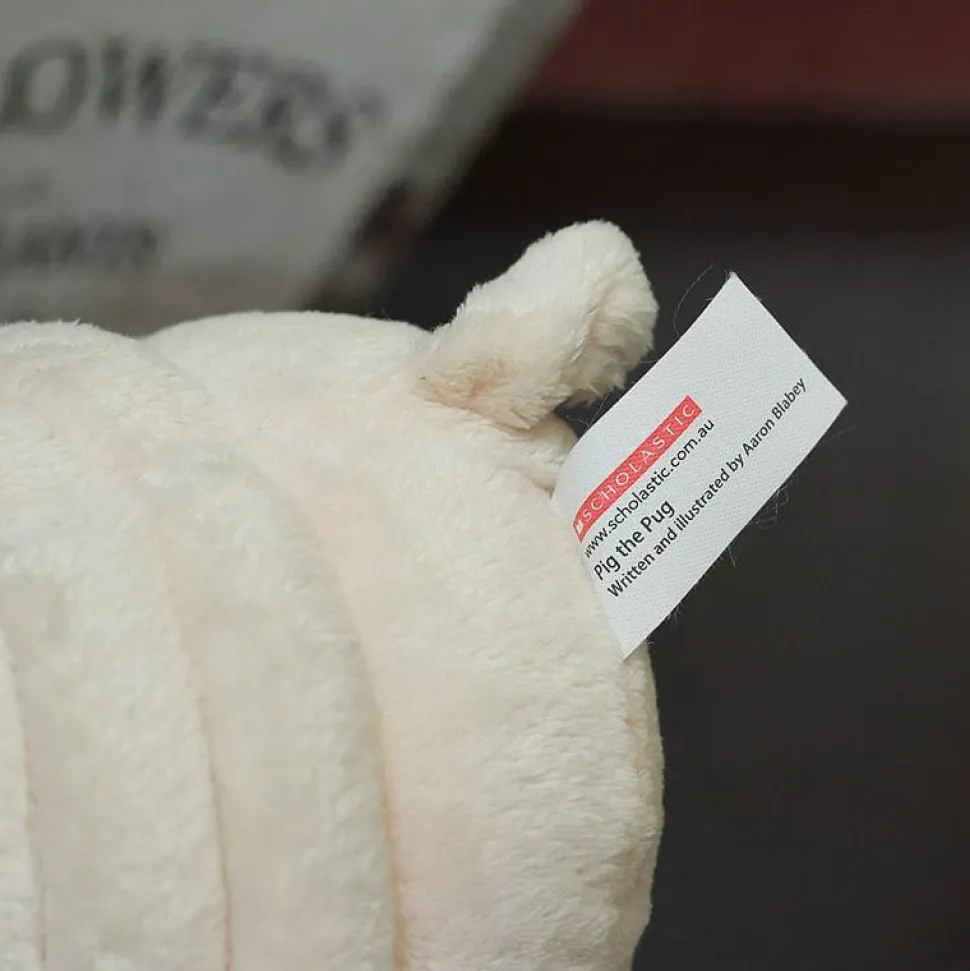 SCHOLASTIC
www.scholastic.com.au
Pig the Pug
Written and illustrated by Aaron Blabey